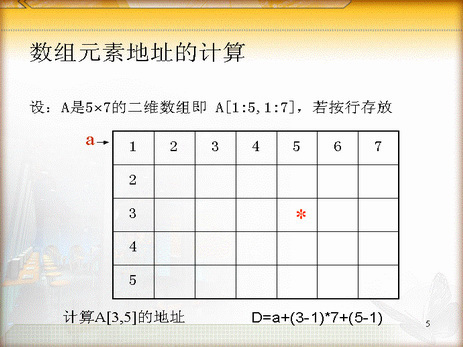 数组元素地址的计算
设：A是5×7的二维数组即 A[1:5,1:7]，若按行存放
a 1 2 3 4 5 6 7
2
3 *
4
5
计算A[3,5]的地址 D=a+(3-1)*7+(5-1)
5